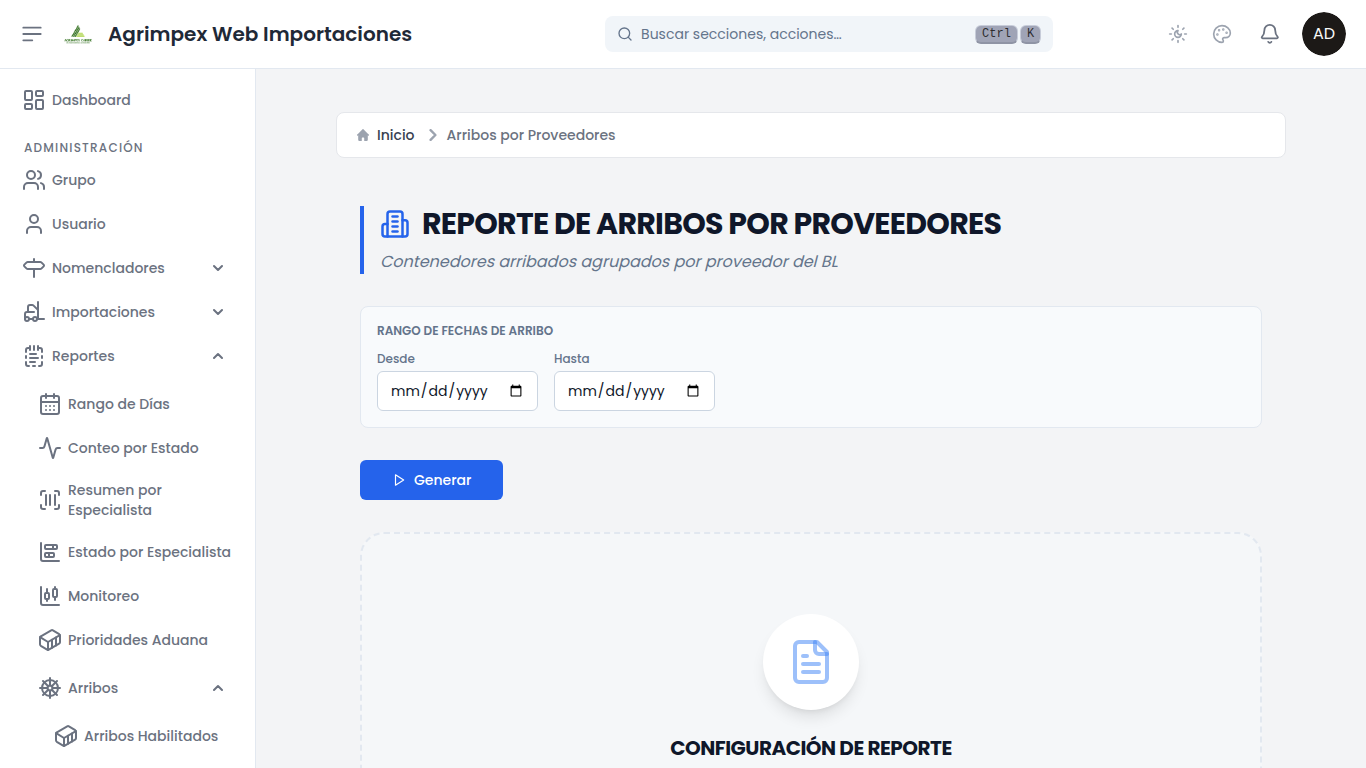 Agrimpex Web Importaciones
Buscar secciones, acciones...
Ctrl K
AD
Dashboard
ADMINISTRACIÓN
Grupo
Usuario
Nomencladores
Importaciones
Reportes
Rango de Días
Conteo por Estado
Resumen por
Especialista
Estado por Especialista
Monitoreo
Prioridades Aduana
Arribos
Arribos Habilitados
Inicio
Arribos por Proveedores
REPORTE DE ARRIBOS POR PROVEEDORES
Contenedores arribados agrupados por proveedor del BL
RANGO DE FECHAS DE ARRIBO
Desde
Hasta
mm/dd/yyyy
mm/dd/yyyy
Generar
CONFIGURACIÓN DE REPORTE